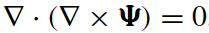 ∇ · (∇ × 𝚿) = 0